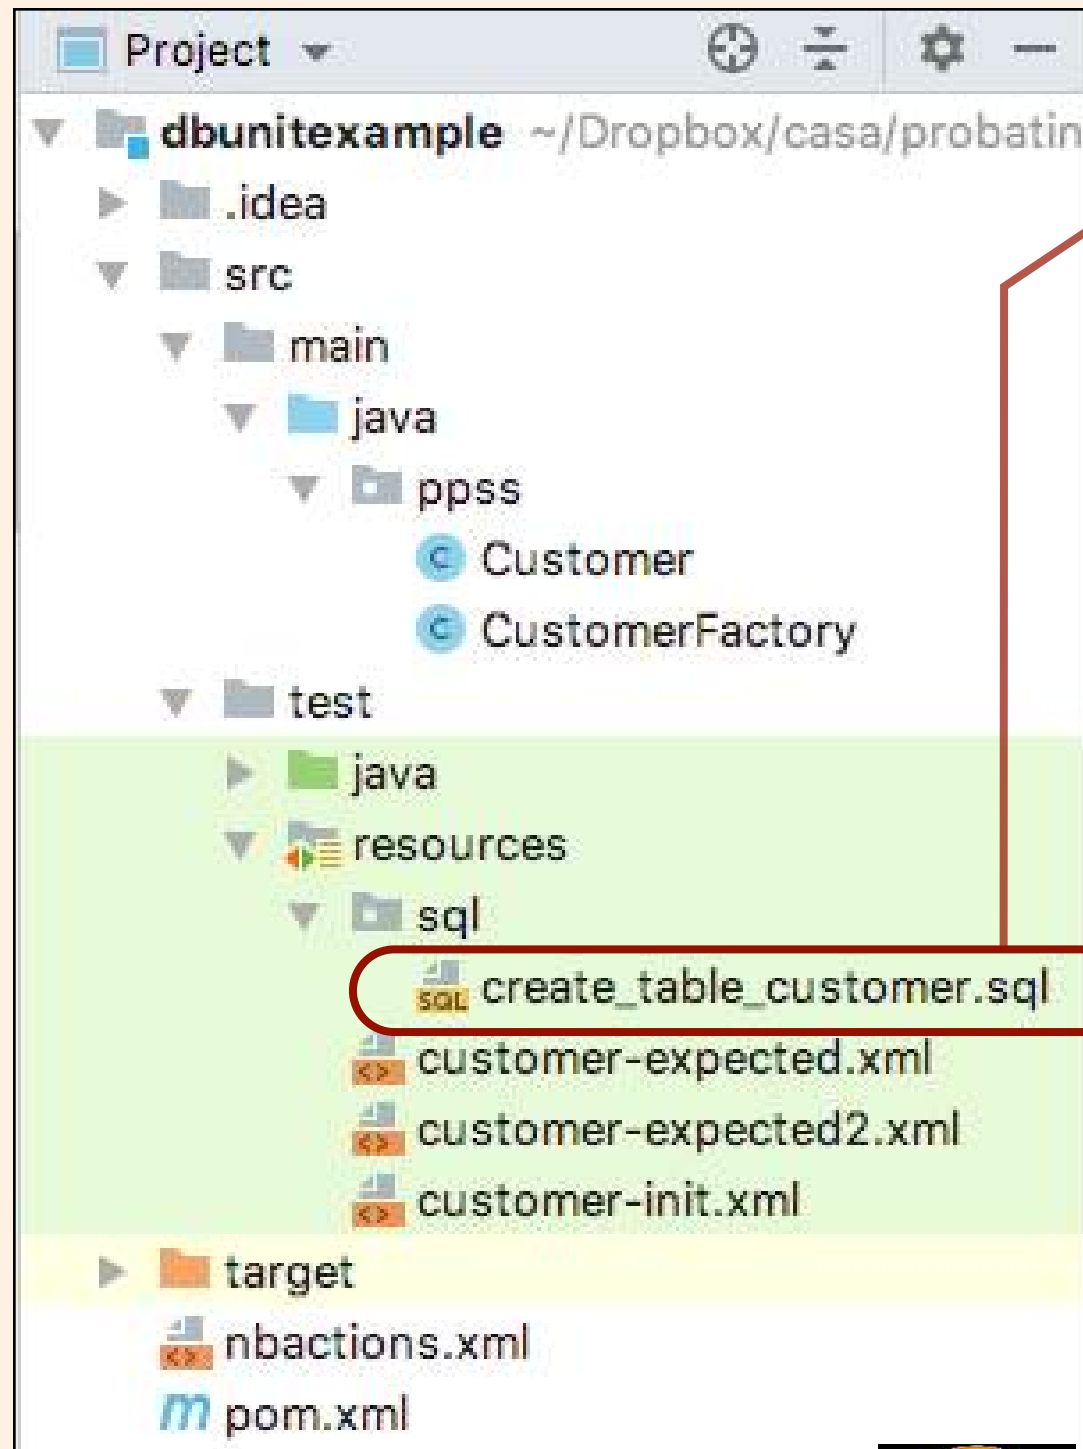 Project
dbunitexample ~/Dropbox/casa/probatin
.idea
src
main
java
ppss
C Customer
C CustomerFactory
test
java
resources
sql
SQL create_table_customer.sql
<> customer-expected.xml
<> customer-expected2.xml
<> customer-init.xml
target
<> nbactions.xml
m pom.xml